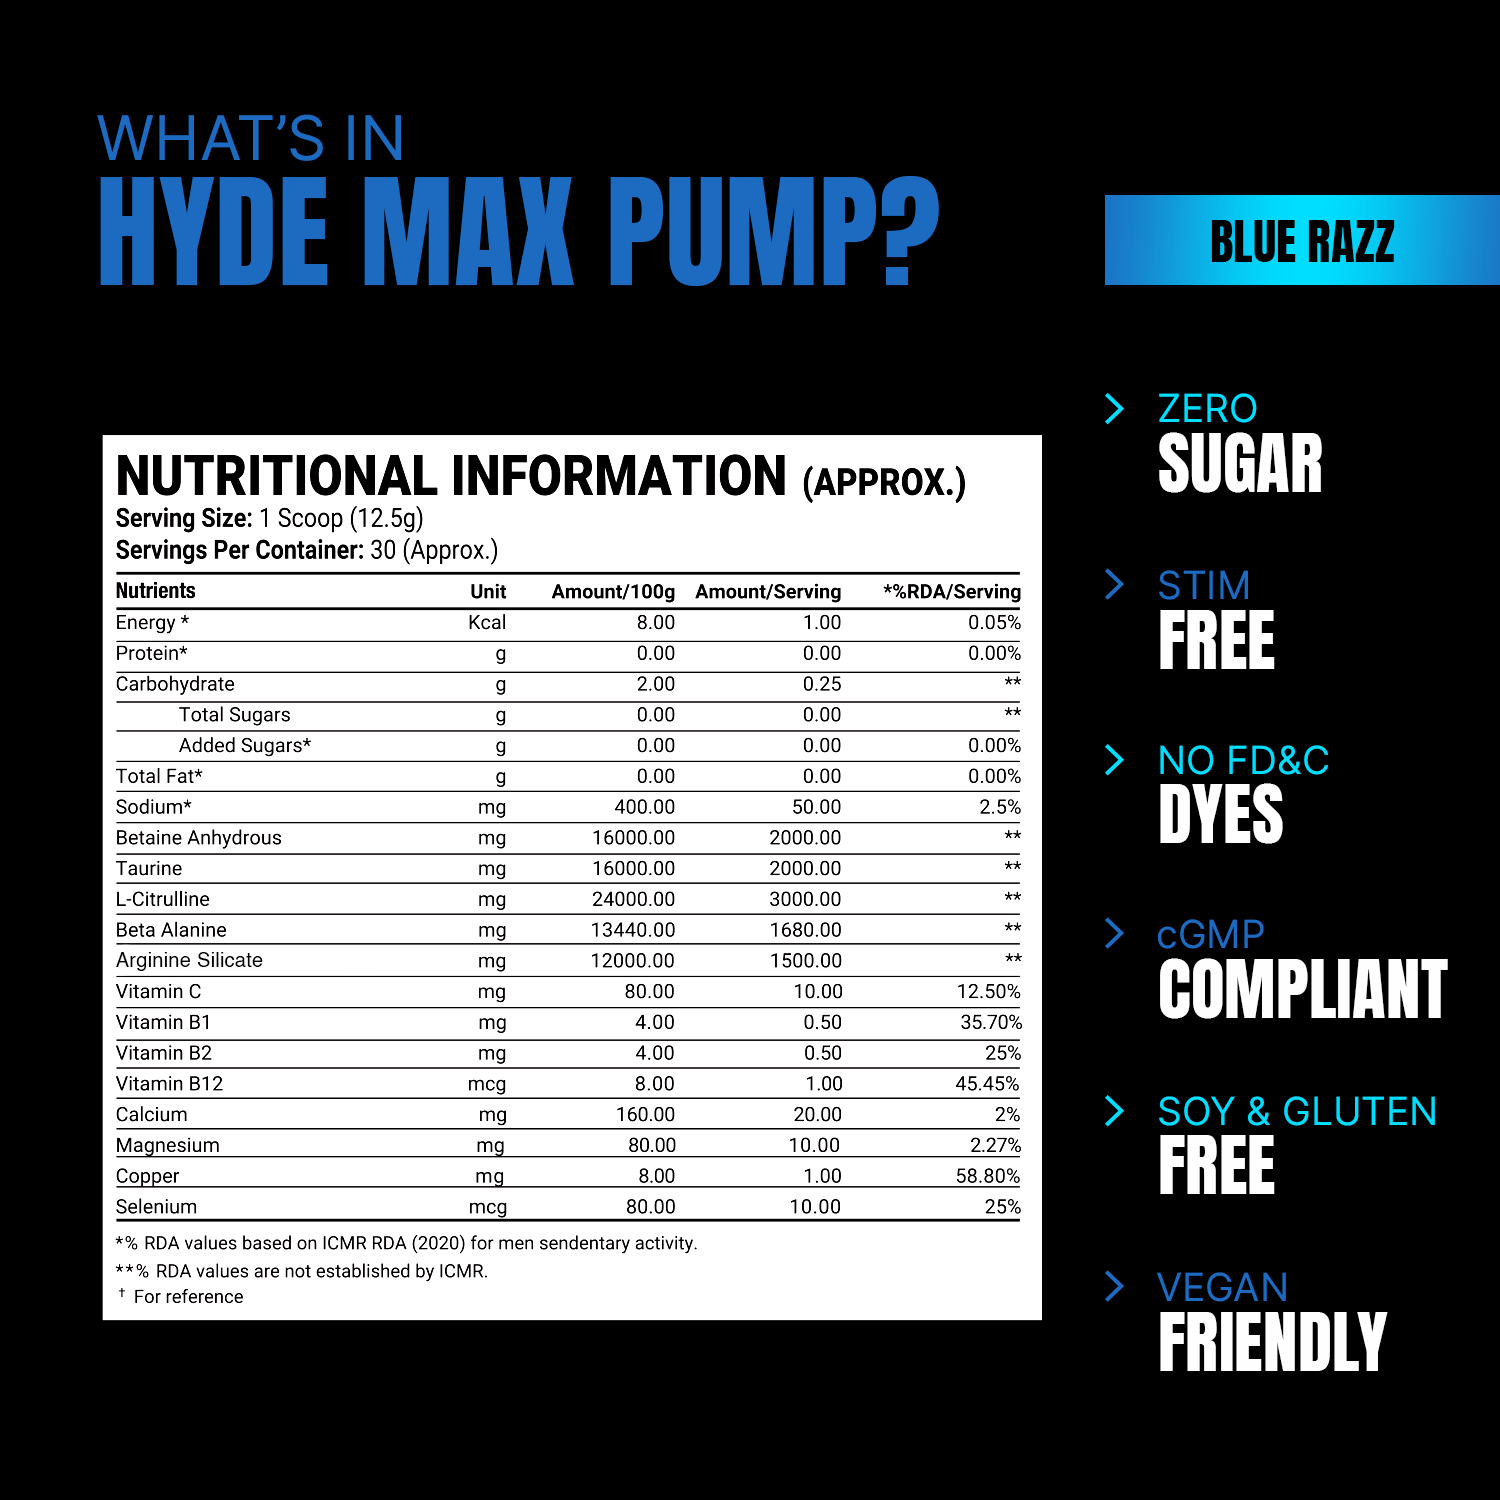 WHAT'S IN
HYDE MAX PUMP?
BLUE RAZZ
NUTRITIONAL INFORMATION (APPROX.)
Serving Size: 1 Scoop (12.5g)
Servings Per Container: 30 (Approx.)
Nutrients Unit Amount/100g Amount/Serving *%RDA/Serving
Energy * Kcal 8.00 1.00 0.05%
Protein* g 0.00 0.00 0.00%
Carbohydrate g 2.00 0.25 **
Total Sugars g 0.00 0.00 **
Added Sugars* g 0.00 0.00 0.00%
Total Fat* g 0.00 0.00 0.00%
Sodium* mg 400.00 50.00 2.5%
Betaine Anhydrous mg 16000.00 2000.00 **
Taurine mg 16000.00 2000.00 **
L-Citrulline mg 24000.00 3000.00 **
Beta Alanine mg 13440.00 1680.00 **
Arginine Silicate mg 12000.00 1500.00 **
Vitamin C mg 80.00 10.00 12.50%
Vitamin B1 mg 4.00 0.50 35.70%
Vitamin B2 mg 4.00 0.50 25%
Vitamin B12 mcg 8.00 1.00 45.45%
Calcium mg 160.00 20.00 2%
Magnesium mg 80.00 10.00 2.27%
Copper mg 8.00 1.00 58.80%
Selenium mcg 80.00 10.00 25%
*% RDA values based on ICMR RDA (2020) for men sendentary activity.
**% RDA values are not established by ICMR.
† For reference
ZERO
SUGAR
STIM
FREE
NO FD&C
DYES
cGMP
COMPLIANT
SOY & GLUTEN
FREE
VEGAN
FRIENDLY